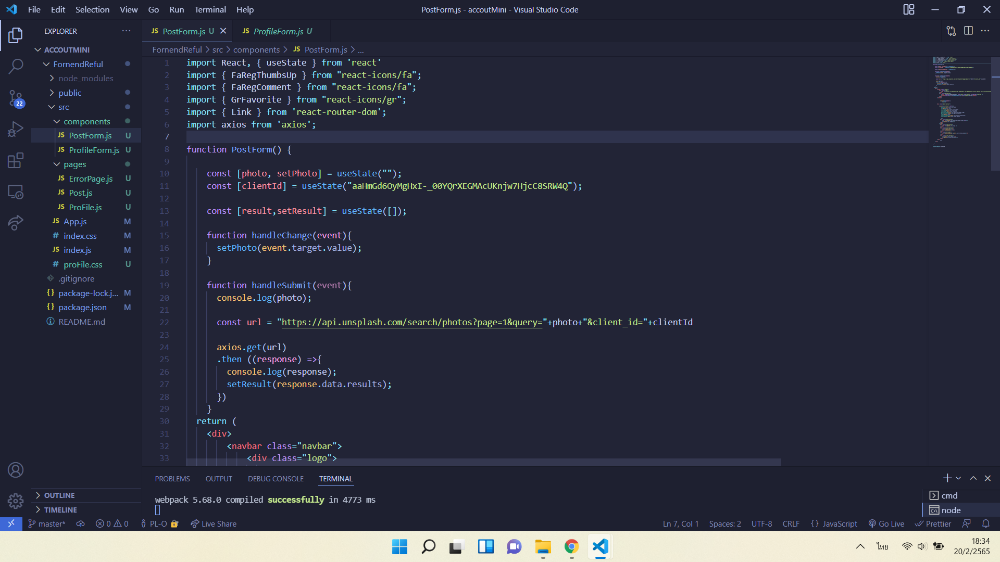 File Edit Selection View Go Run Terminal Help
PostForm.js - accoutMini - Visual Studio Code
EXPLORER
ACCOUTMINI
FornendReful
node_modules
public
src
components
PostForm.js U
ProfileForm.js U
pages
ErrorPage.js U
Post.js U
ProFile.js U
App.js M
index.css M
index.js M
proFile.css U
.gitignore
package-lock.j... M
package.json M
README.md
OUTLINE
TIMELINE
22
JS PostForm.js U
JS ProfileForm.js U
FornendReful > src > components > JS PostForm.js > ...
1 import React, { useState } from 'react'
2 import { FaRegThumbsUp } from "react-icons/fa";
3 import { FaRegComment } from "react-icons/fa";
4 import { GrFavorite } from "react-icons/gr";
5 import { Link } from 'react-router-dom';
6 import axios from 'axios';
7
8 function PostForm() {
9
10 const [photo, setPhoto] = useState("");
11 const [clientId] = useState("aaHmGd6OyMgHxI-_00YQrXEGMAcUKnjw7HjcC8SRW4Q");
12
13 const [result,setResult] = useState([]);
14
15 function handleChange(event){
16 setPhoto(event.target.value);
17 }
18
19 function handleSubmit(event){
20 console.log(photo);
21
22 const url = "https://api.unsplash.com/search/photos?page=1&query="+photo+"&client_id="+clientId
23
24 axios.get(url)
25 .then ((response) =>{
26 console.log(response);
27 setResult(response.data.results);
28 })
29 }
30 return (
31 <div>
32 <navbar class="navbar">
33 <div class="logo">
PROBLEMS OUTPUT DEBUG CONSOLE TERMINAL
webpack 5.68.0 compiled successfully in 4773 ms
cmd
node
master* 0 0 PL-O Live Share
Ln 7, Col 1 Spaces: 2 UTF-8 CRLF {} JavaScript Go Live Prettier
ไทย
18:34
20/2/2565